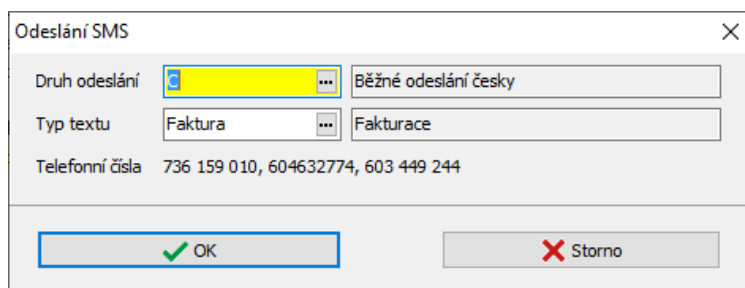 Odeslání SMS
Druh odeslání C ... Běžné odeslání česky
Typ textu Faktura ... Fakturace
Telefonní čísla 736 159 010, 604632774, 603 449 244
OK Storno